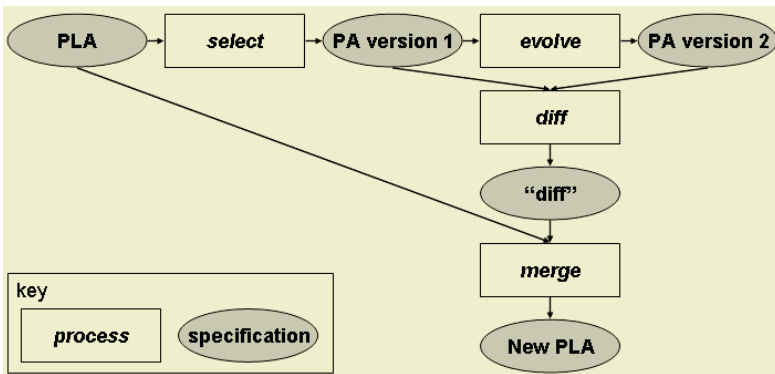 PLA
select
PA version 1
evolve
PA version 2
diff
“diff”
merge
New PLA
key
process
specification